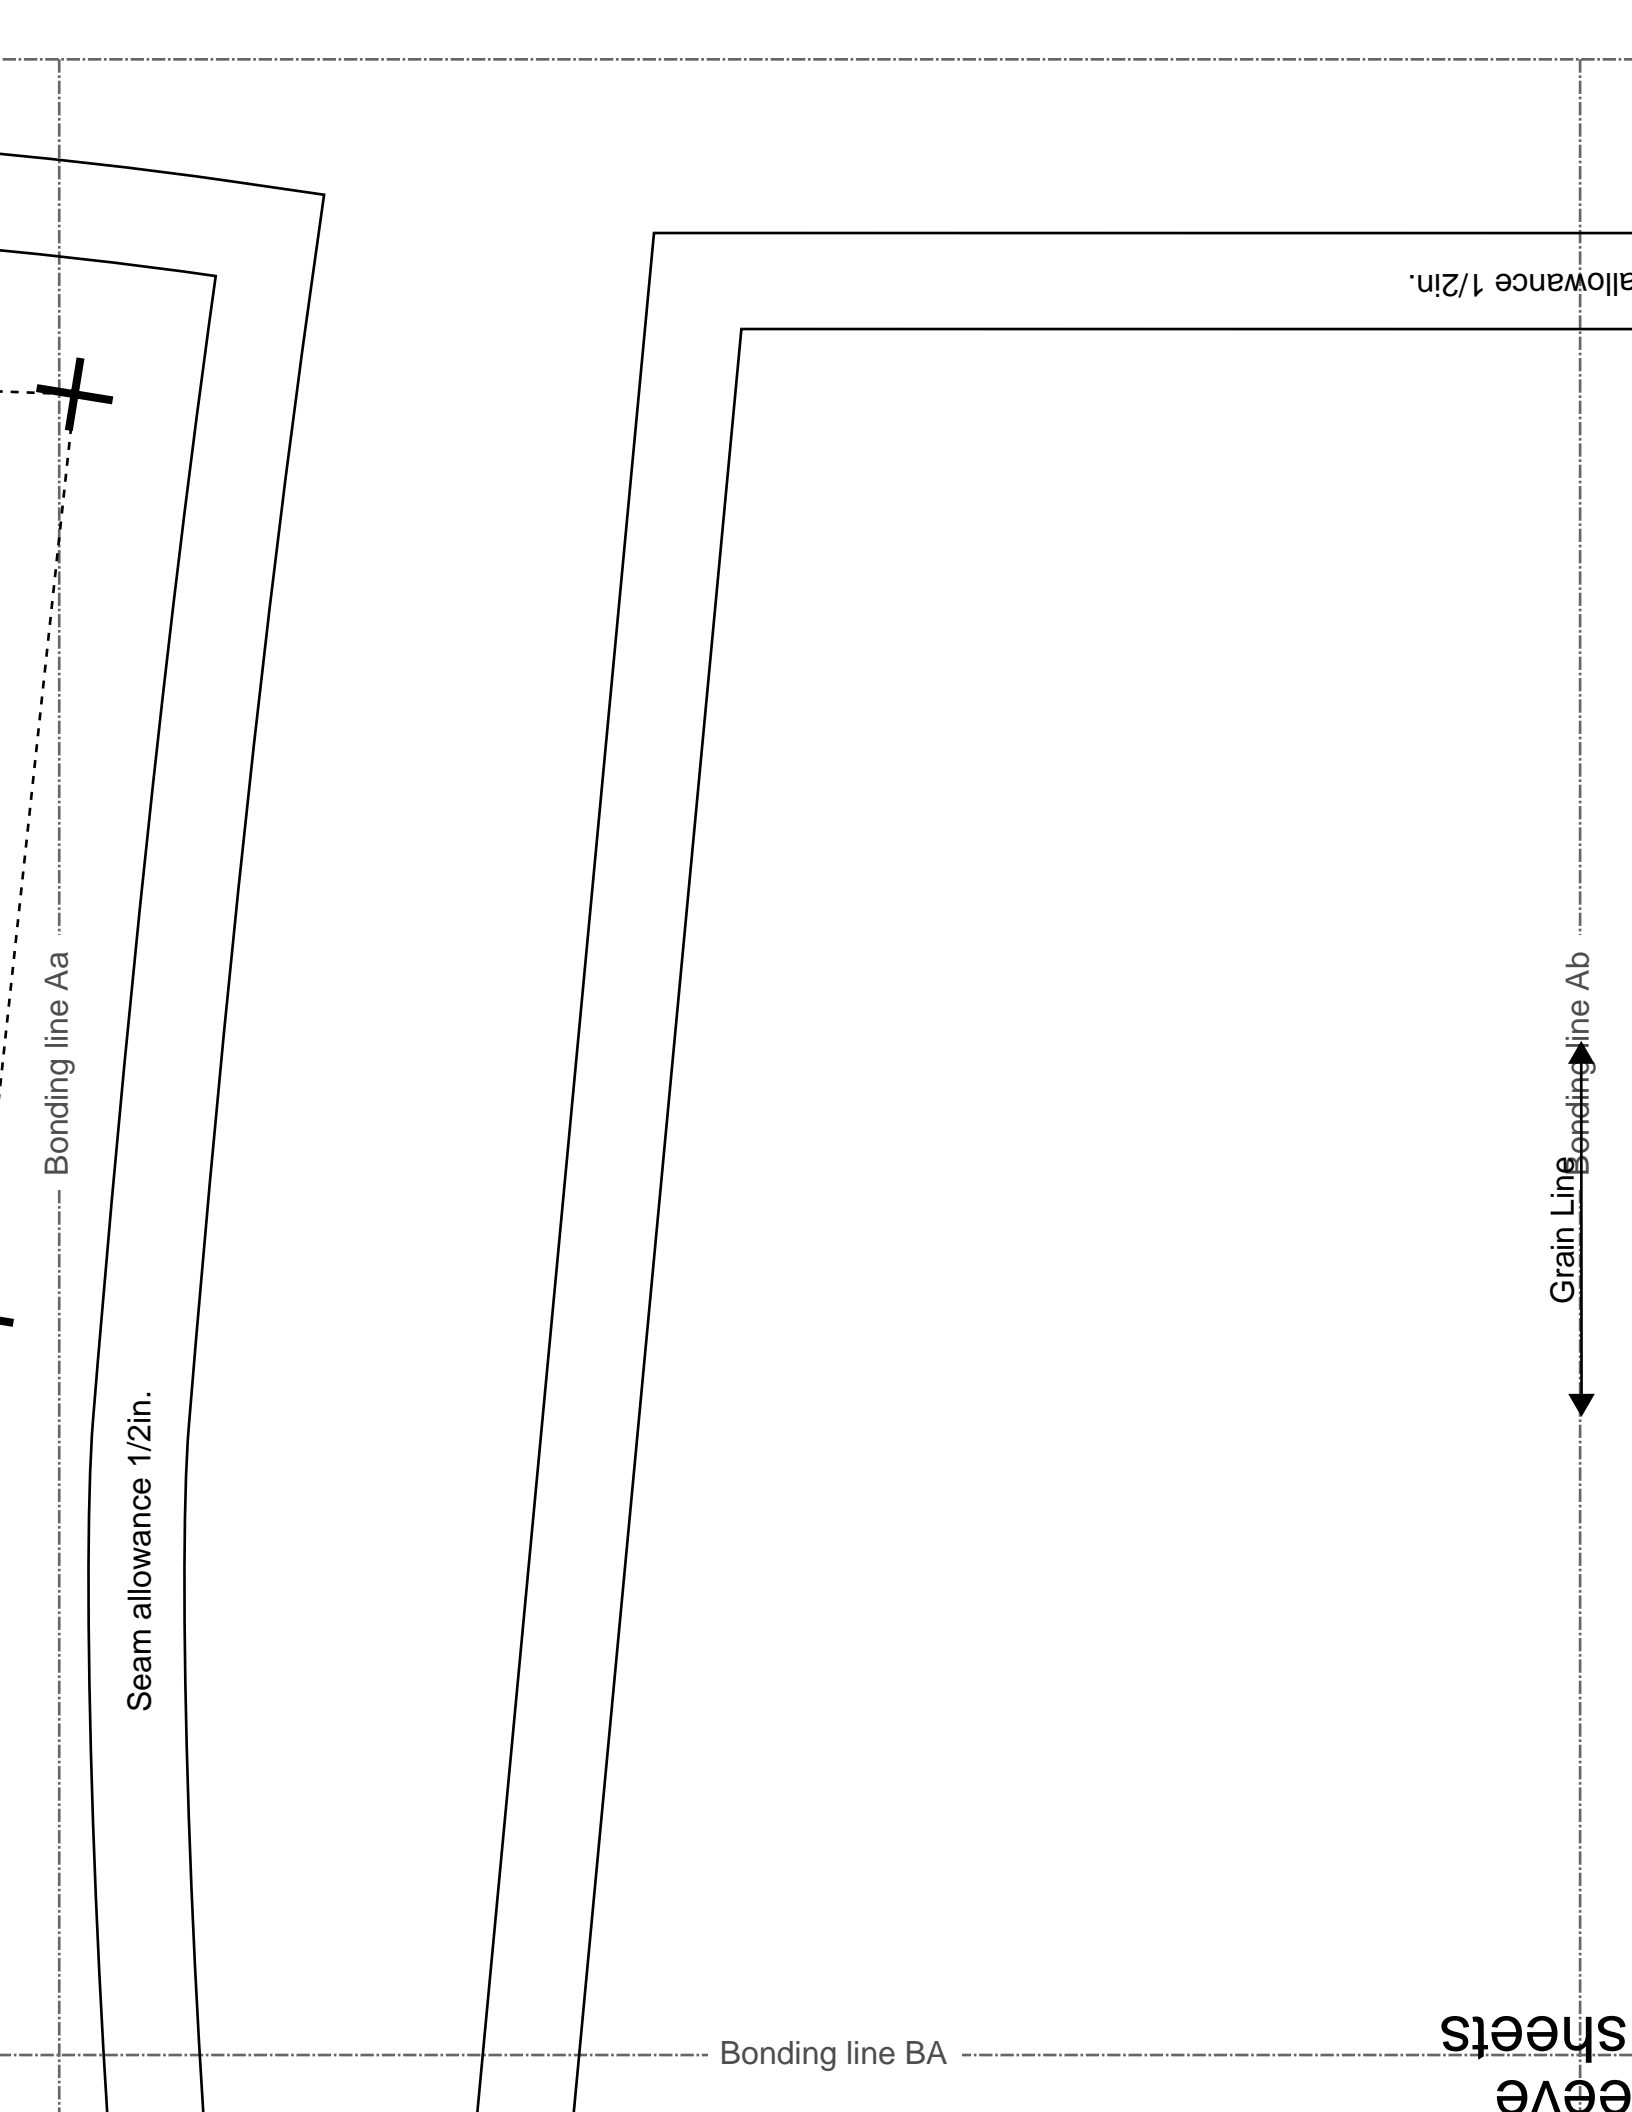 allowance 1/2in.
Bonding line Aa
Bonding line Ab
Grain Line
Seam allowance 1/2in.
Bonding line BA
sheets
eeve